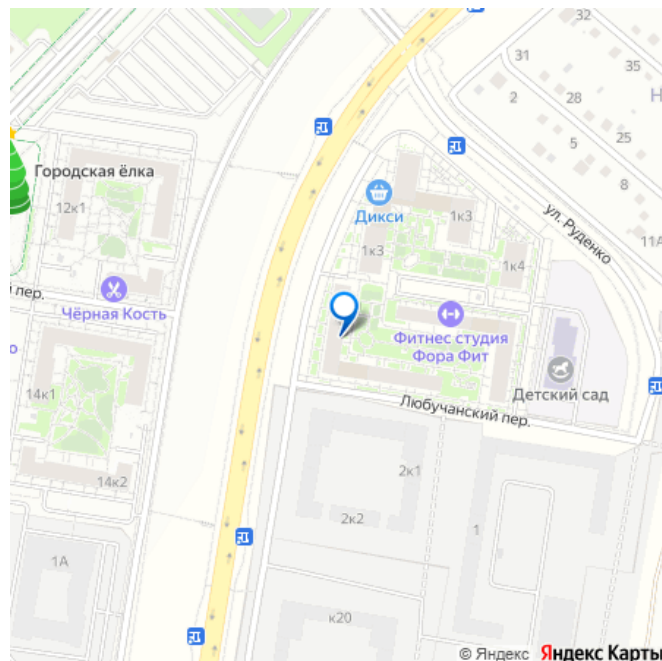 32
31
35
2
28
Н
5
25
Городская ёлка
8
12к1
Дикси
1к3
ул. Руденко
11А
1к3
1к4
й пер.
Чёрная Кость
Фитнес студия
Фора Фит
о
14к1
Детский сад
Любучанский пер.
2к1
14к2
2к2
1
1А
к20
© Яндекс Яндекс Карты